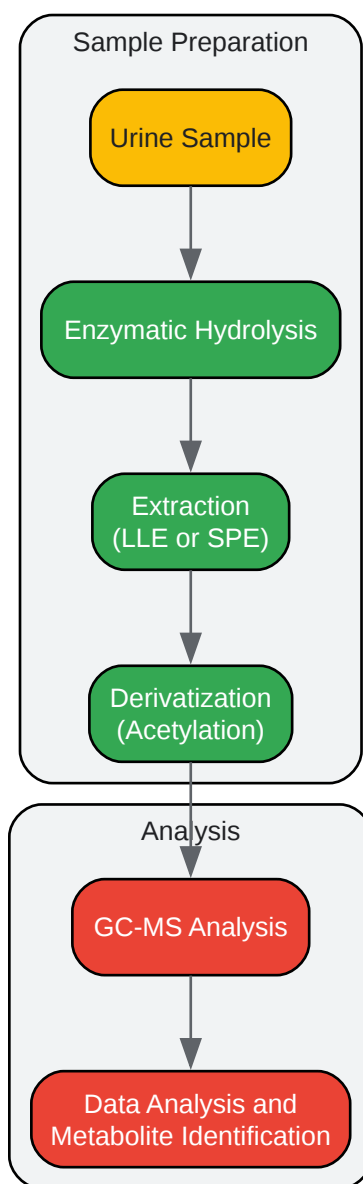 Sample Preparation
Urine Sample
Enzymatic Hydrolysis
Extraction
(LLE or SPE)
Derivatization
(Acetylation)
Analysis
GC-MS Analysis
Data Analysis and
Metabolite Identification